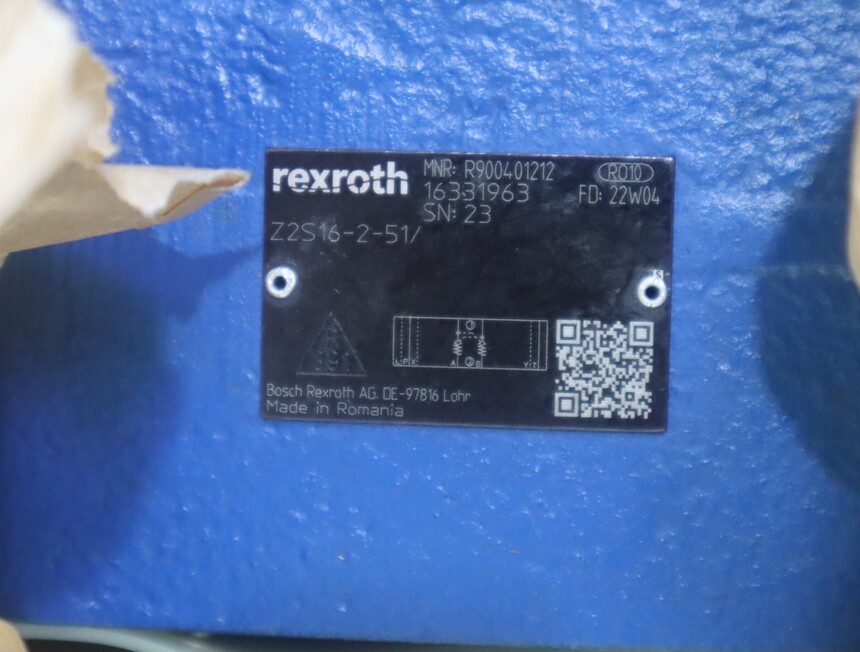 rexroth
MNR: R900401212
RO10
16331963
FD: 22W04
SN: 23
Z2S16-2-51/
Bosch Rexroth AG. DE-97816 Lohr
Made in Romania